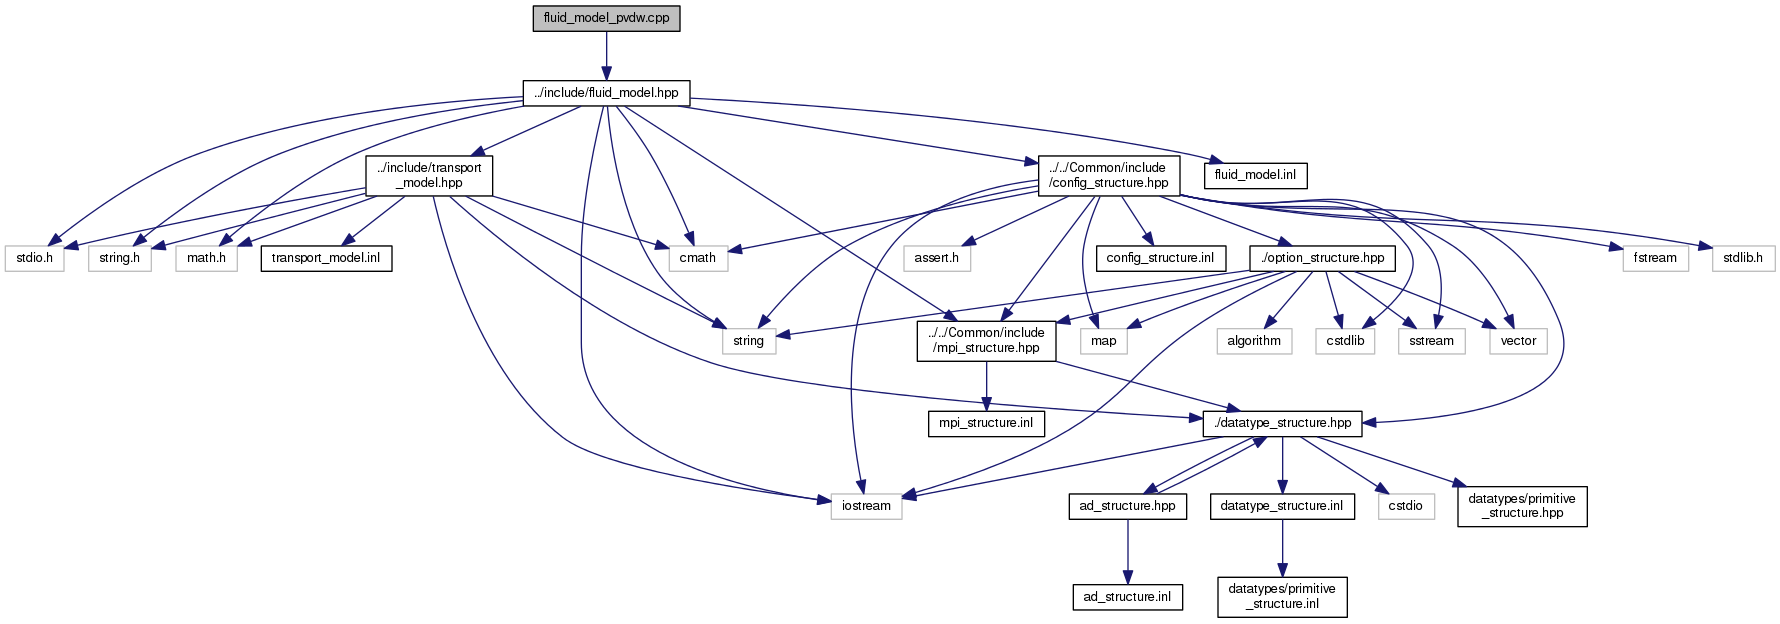 fluid_model_pvdw.cpp
../include/fluid_model.hpp
../include/transport
_model.hpp
../../Common/include
/config_structure.hpp
fluid_model.inl
stdio.h
string.h
math.h
transport_model.inl
cmath
assert.h
config_structure.inl
./option_structure.hpp
fstream
stdlib.h
string
../../Common/include
/mpi_structure.hpp
map
algorithm
cstdlib
sstream
vector
mpi_structure.inl
./datatype_structure.hpp
iostream
ad_structure.hpp
datatype_structure.inl
cstdio
datatypes/primitive
_structure.hpp
ad_structure.inl
datatypes/primitive
_structure.inl